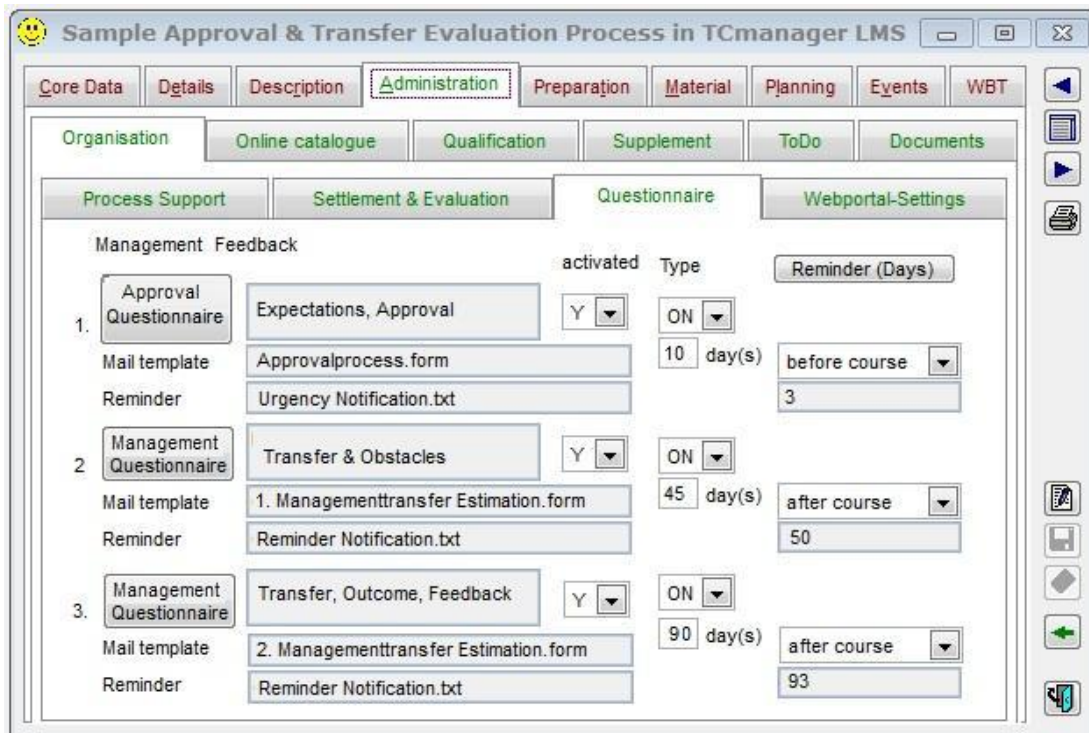 Sample Approval & Transfer Evaluation Process in TCmanager LMS
Core Data Details Description Administration Preparation Material Planning Events WBT
Organisation Online catalogue Qualification Supplement ToDo Documents
Process Support Settlement & Evaluation Questionnaire Webportal-Settings
Management Feedback
activated Type Reminder (Days)
1. Approval Questionnaire Expectations, Approval Y ON
Mail template Approvalprocess.form 10 day(s) before course
Reminder Urgency Notification.txt 3
2 Management Questionnaire Transfer & Obstacles Y ON
Mail template 1. Managementtransfer Estimation.form 45 day(s) after course
Reminder Reminder Notification.txt 50
3. Management Questionnaire Transfer, Outcome, Feedback Y ON
Mail template 2. Managementtransfer Estimation.form 90 day(s) after course
Reminder Reminder Notification.txt 93